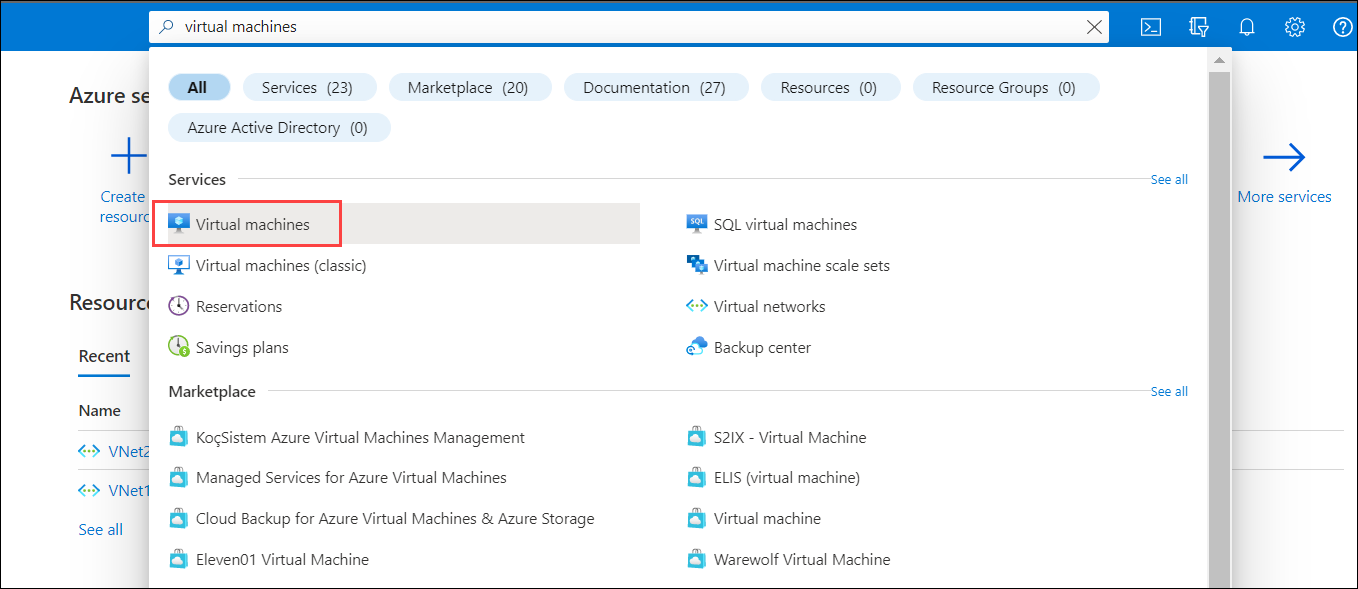 virtual machines
All
Services (23)
Marketplace (20)
Documentation (27)
Resources (0)
Resource Groups (0)
Azure Active Directory (0)
Azure se
Create
resourc
More services
Services
See all
Virtual machines
SQL virtual machines
Virtual machines (classic)
Virtual machine scale sets
Reservations
Virtual networks
Savings plans
Backup center
Resourc
Recent
Name
VNet2
VNet1
See all
Marketplace
See all
KoçSistem Azure Virtual Machines Management
S2IX - Virtual Machine
Managed Services for Azure Virtual Machines
ELIS (virtual machine)
Cloud Backup for Azure Virtual Machines & Azure Storage
Virtual machine
Eleven01 Virtual Machine
Warewolf Virtual Machine